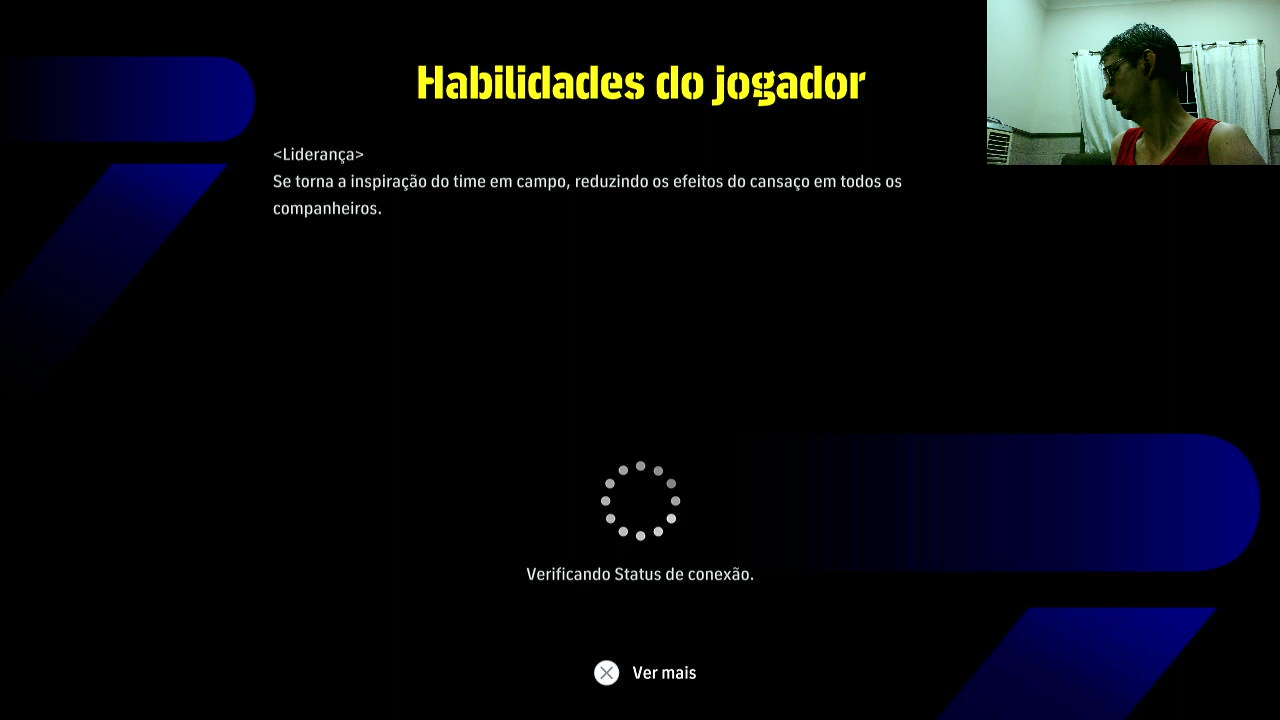 Habilidades do jogador
<Liderança>
Se torna a inspiração do time em campo, reduzindo os efeitos do cansaço em todos os
companheiros.
Verificando Status de conexão.
Ver mais